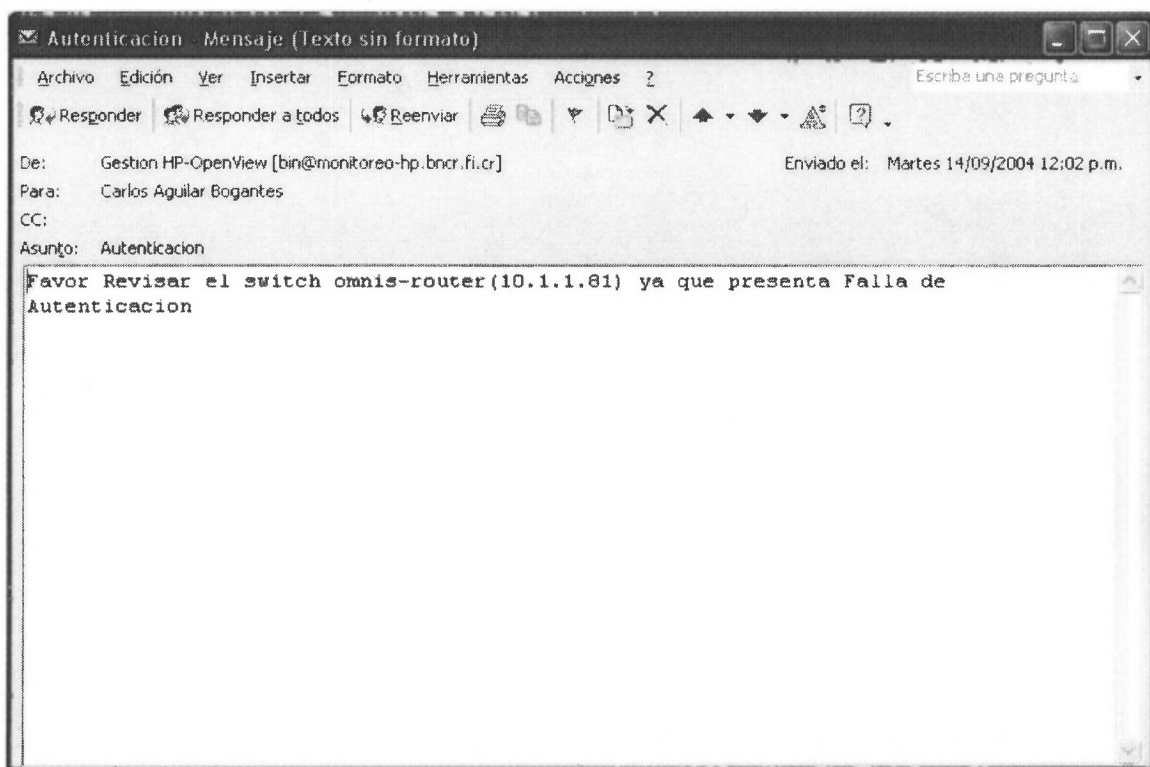 Autenticacion - Mensaje (Texto sin formato)
Archivo Edición Ver Insertar Formato Herramientas Acciones ? Escriba una pregunta
Responder Responder a todos Reenviar
De: Gestion HP-OpenView [bin@monitoreo-hp.bncr.fi.cr] Enviado el: Martes 14/09/2004 12:02 p.m.
Para: Carlos Aguilar Bogantes
CC:
Asunto: Autenticacion
Favor Revisar el switch omnis-router(10.1.1.81) ya que presenta Falla de
Autenticacion